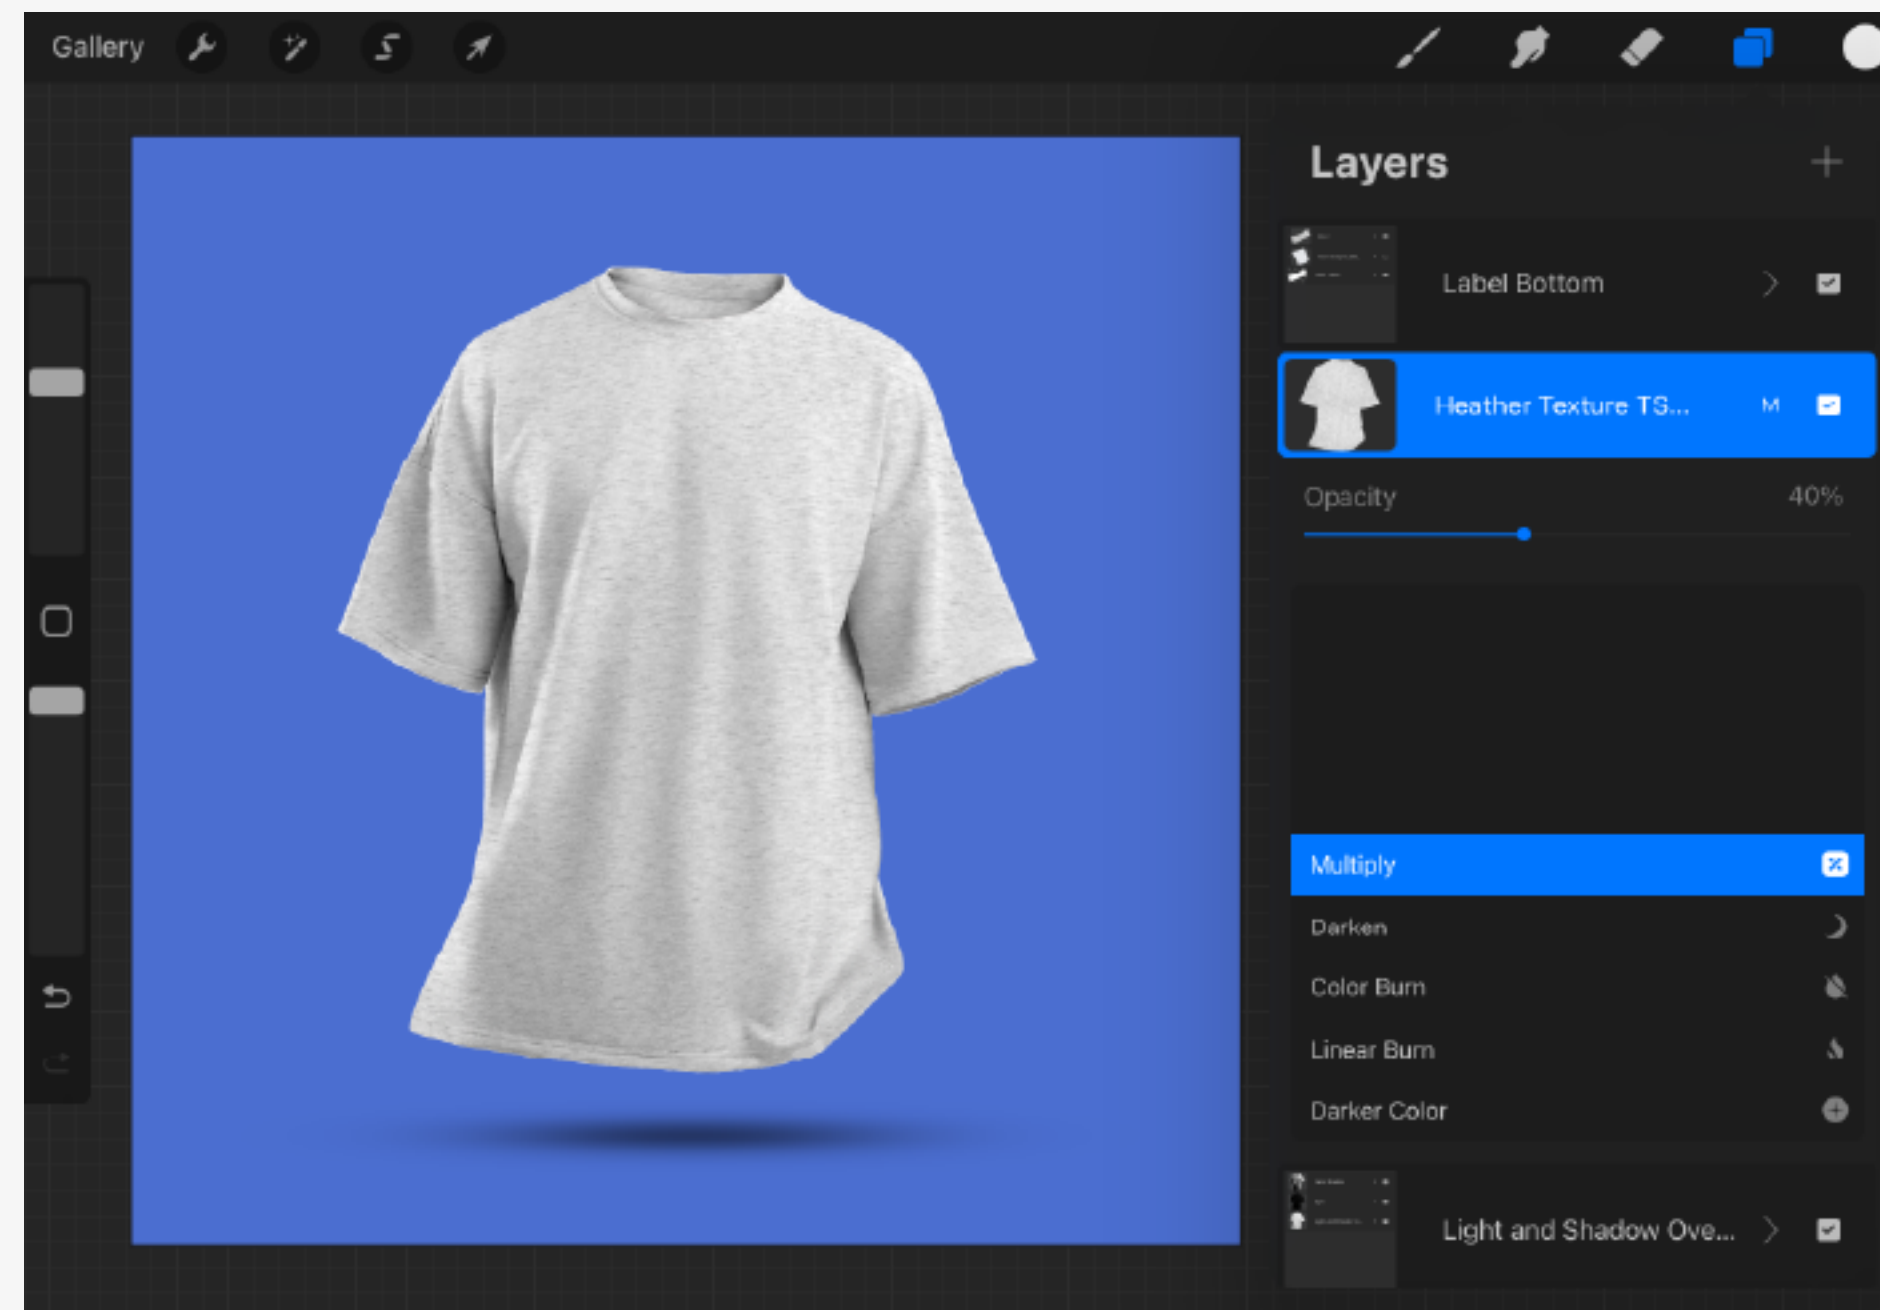 Gallery
Layers
Label Bottom
Heather Texture TS... M
Opacity 40%
Multiply
Darken
Color Burn
Linear Burn
Darker Color
Light and Shadow Ove...